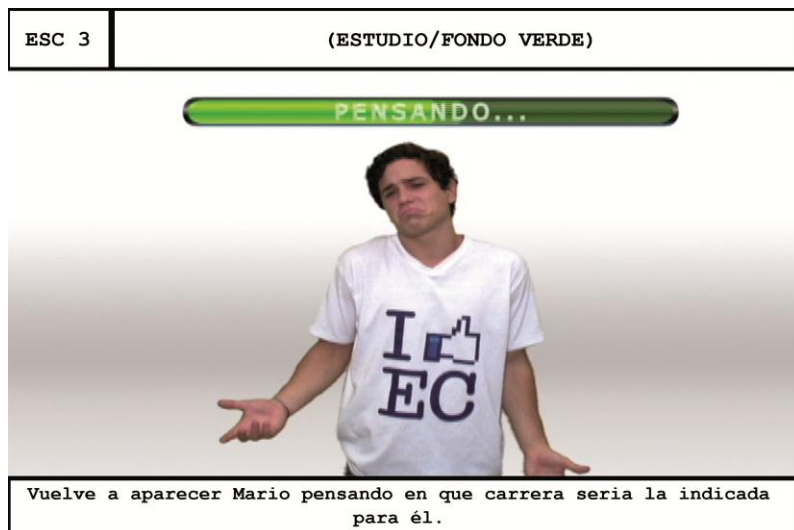 ESC 3
(ESTUDIO/FONDO VERDE)
PENSANDO...
I
EC
Vuelve a aparecer Mario pensando en que carrera seria la indicada
para él.